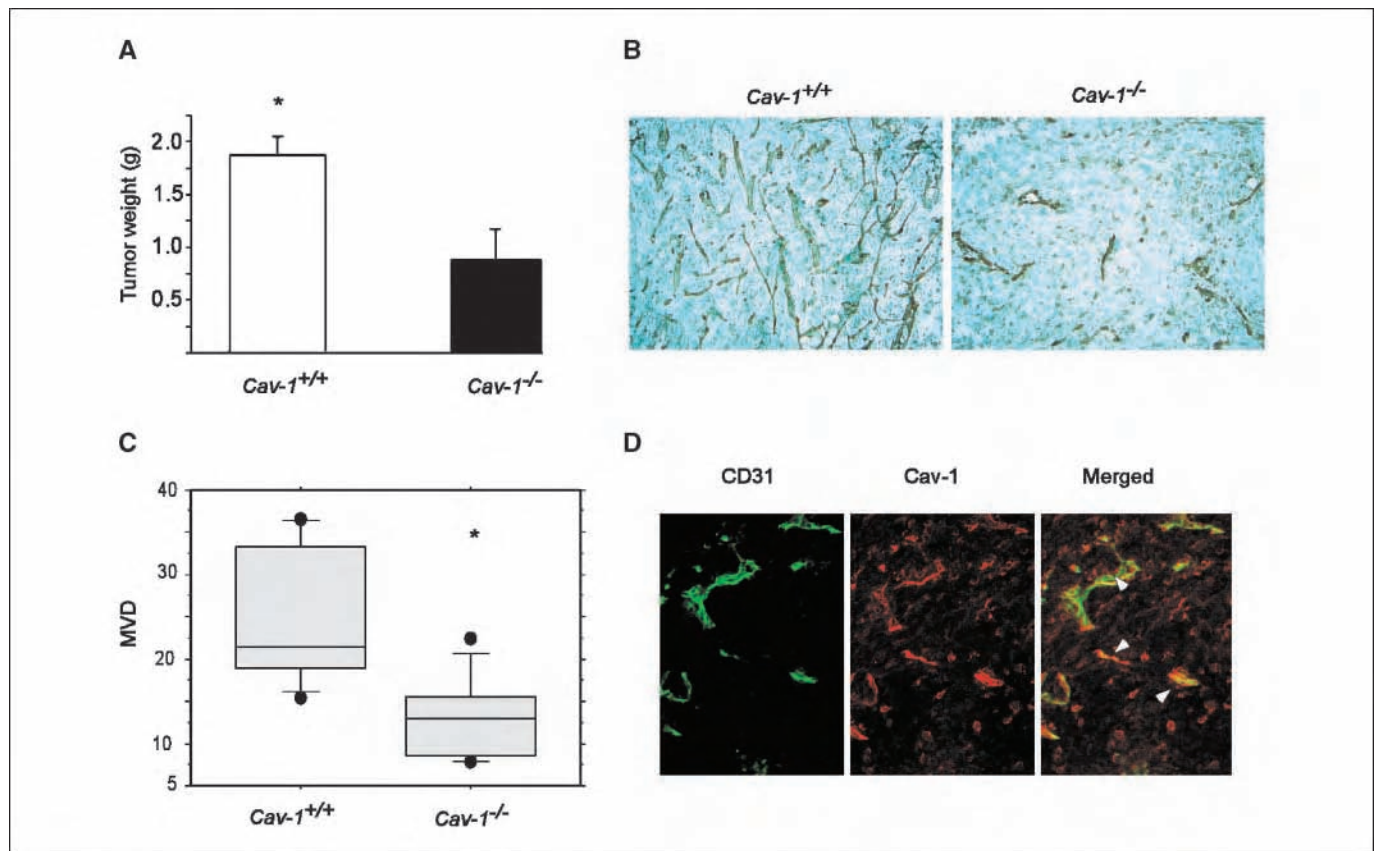 A
*
Tumor weight (g)
2.0
1.5
1.0
0.5
Cav-1+/+
Cav-1-/-
B
Cav-1+/+
Cav-1-/-
C
MVD
40
30
20
10
5
*
Cav-1+/+
Cav-1-/-
D
CD31
Cav-1
Merged